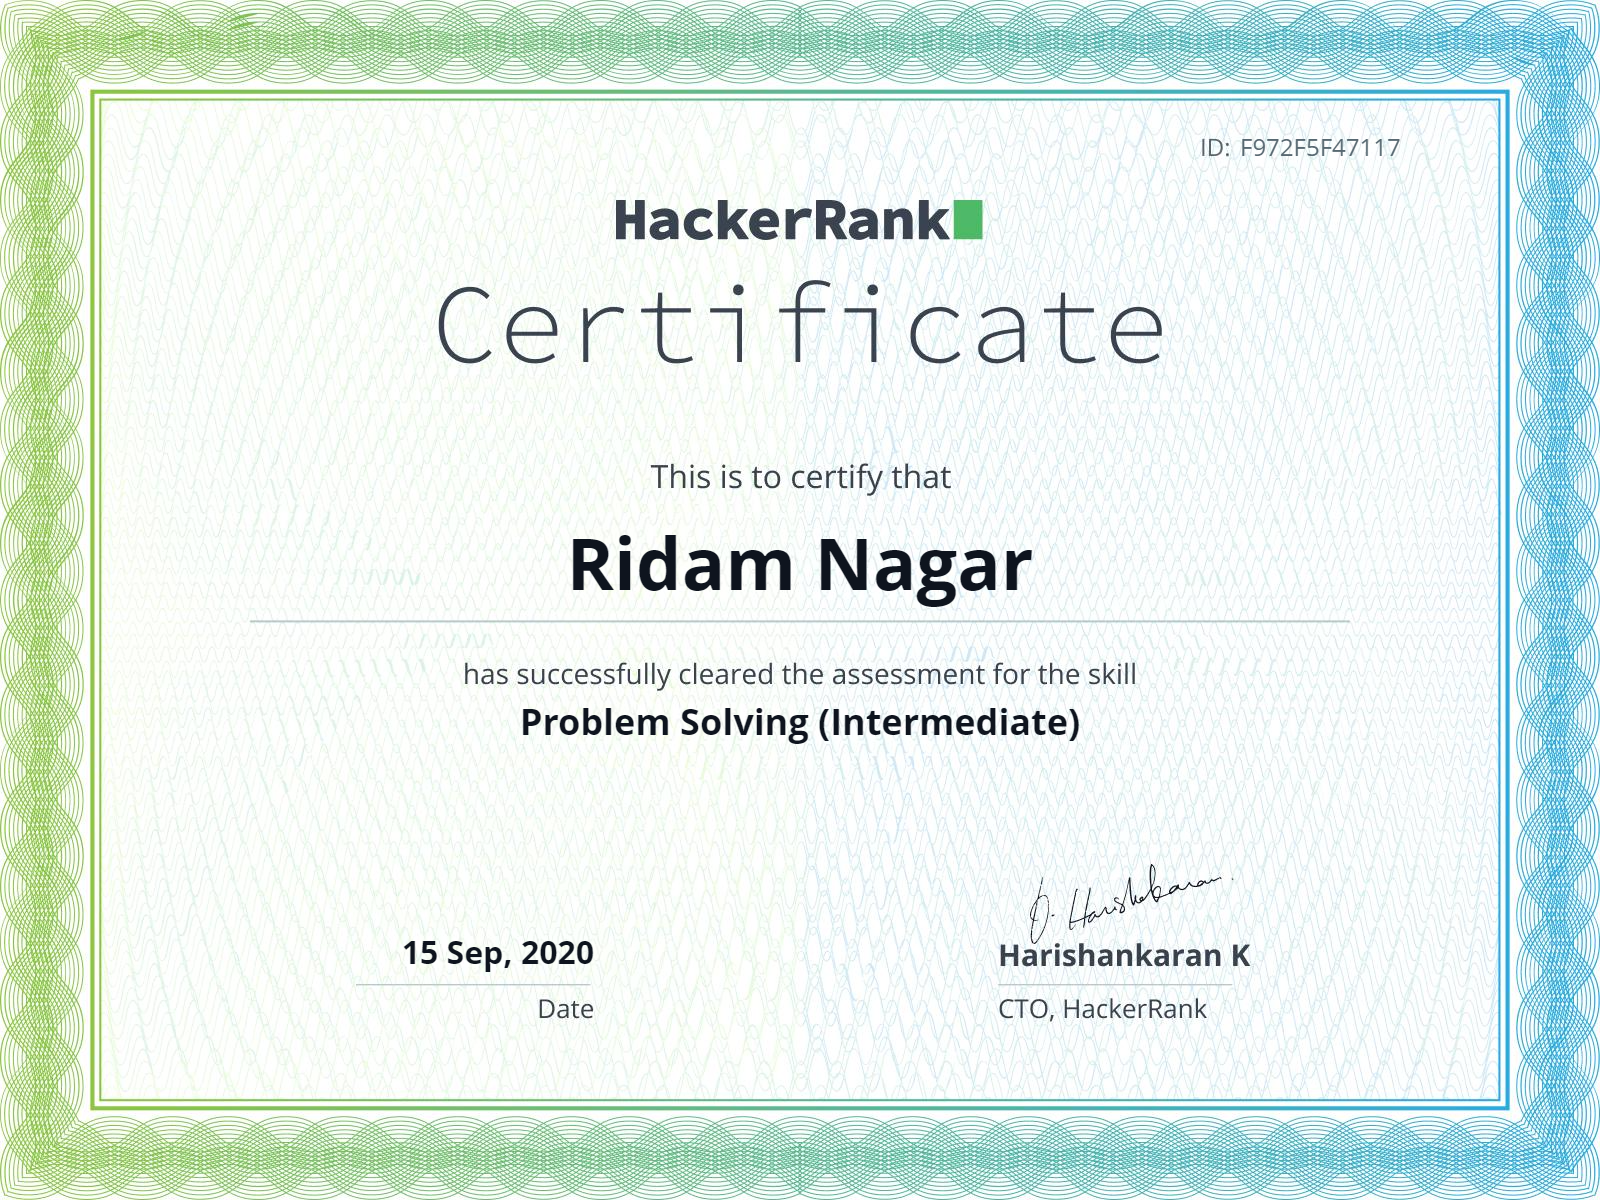 ID: F972F5F47117
HackerRank
Certificate
This is to certify that
Ridam Nagar
has successfully cleared the assessment for the skill
Problem Solving (Intermediate)
J. Harishankaran
15 Sep, 2020
Harishankaran K
Date
CTO, HackerRank